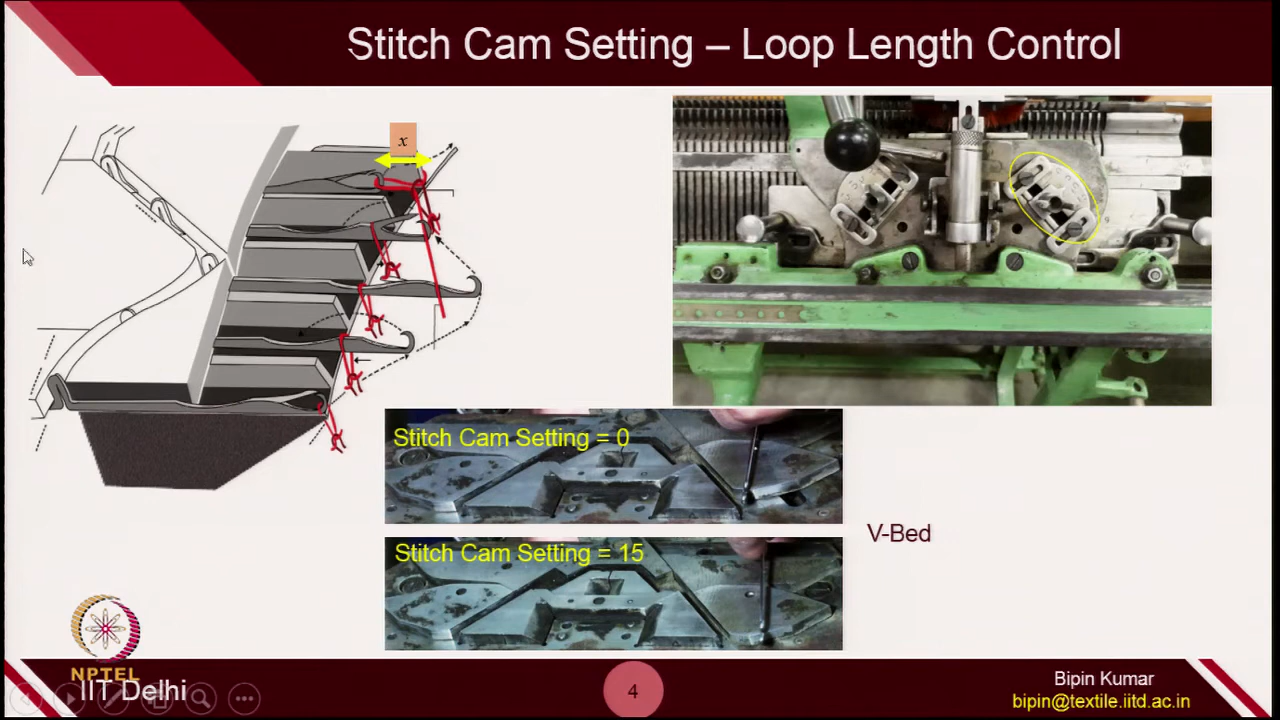 Stitch Cam Setting – Loop Length Control
x
Stitch Cam Setting = 0
Stitch Cam Setting = 15
V-Bed
NPTEL
IIT Delhi
4
Bipin Kumar
bipin@textile.iitd.ac.in